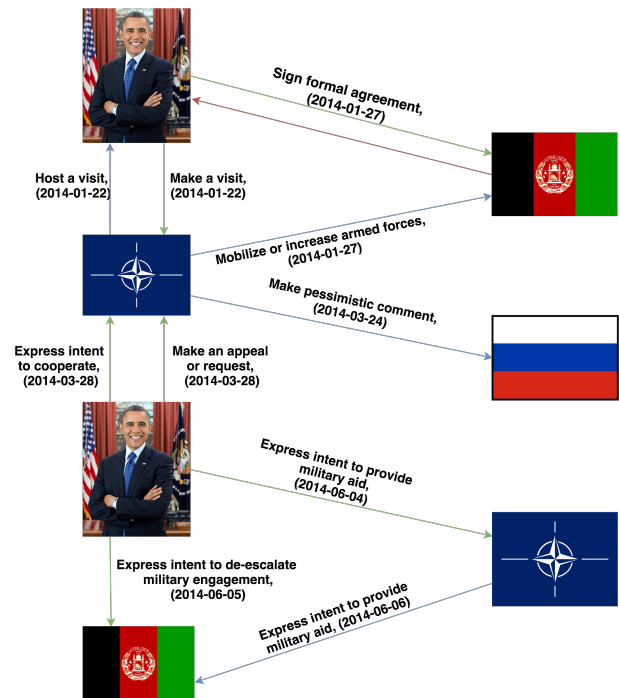 Sign formal agreement,
(2014-01-27)
Host a visit,
(2014-01-22)
Make a visit,
(2014-01-22)
Mobilize or increase armed forces,
(2014-01-27)
Make pessimistic comment,
(2014-03-24)
Express intent
to cooperate,
(2014-03-28)
Make an appeal
or request,
(2014-03-28)
Express intent to provide
military aid,
(2014-06-04)
Express intent to de-escalate
military engagement,
(2014-06-05)
Express intent to provide
military aid, (2014-06-06)